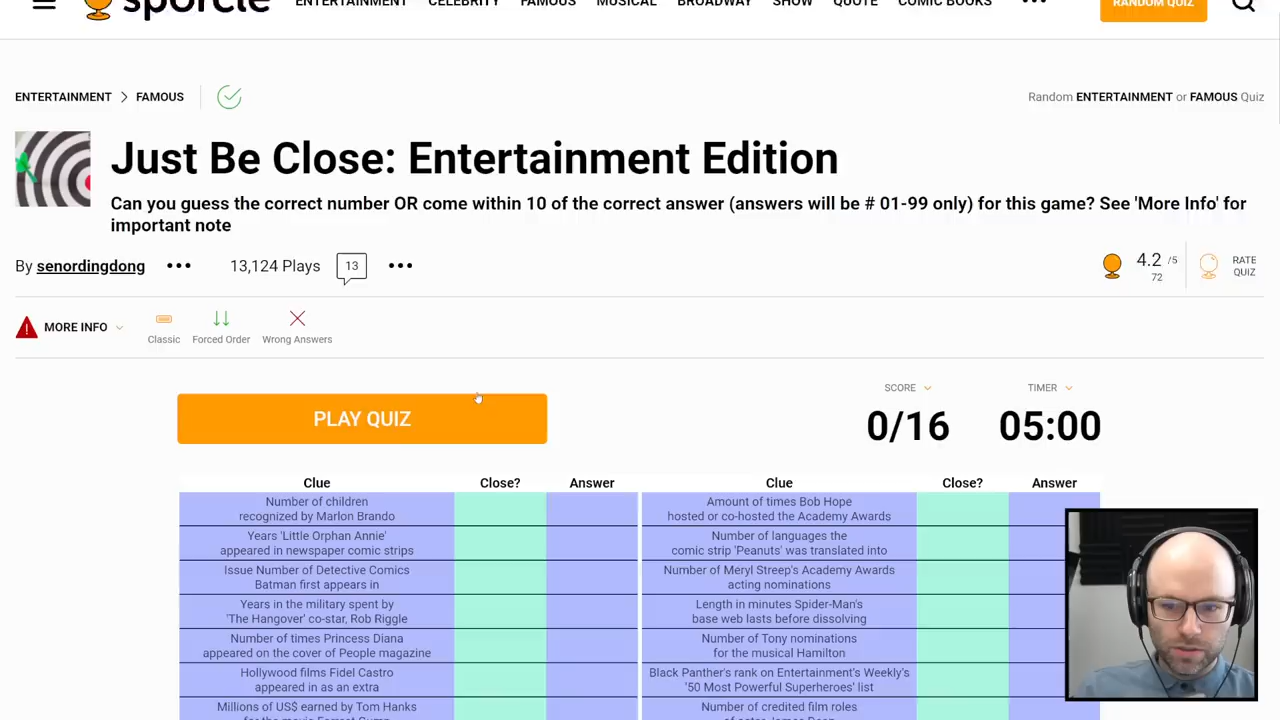 sporcle
ENTERTAINMENT CELEBRITY FAMOUS MUSICAL BROADWAY SHOW QUOTE COMIC BOOKS
RANDOM QUIZ
ENTERTAINMENT > FAMOUS
Random ENTERTAINMENT or FAMOUS Quiz
Just Be Close: Entertainment Edition
Can you guess the correct number OR come within 10 of the correct answer (answers will be # 01-99 only) for this game? See 'More Info' for
important note
By senordingdong ••• 13,124 Plays 13 •••
4.2 /5
72
RATE
QUIZ
MORE INFO
Classic
Forced Order
Wrong Answers
PLAY QUIZ
SCORE
0/16
TIMER
05:00
Clue Close? Answer
Number of children
recognized by Marlon Brando
Years 'Little Orphan Annie'
appeared in newspaper comic strips
Issue Number of Detective Comics
Batman first appears in
Years in the military spent by
'The Hangover' co-star, Rob Riggle
Number of times Princess Diana
appeared on the cover of People magazine
Hollywood films Fidel Castro
appeared in as an extra
Millions of US$ earned by Tom Hanks
for the movie Forrest Gump
Clue Close? Answer
Amount of times Bob Hope
hosted or co-hosted the Academy Awards
Number of languages the
comic strip 'Peanuts' was translated into
Number of Meryl Streep's Academy Awards
acting nominations
Length in minutes Spider-Man's
base web lasts before dissolving
Number of Tony nominations
for the musical Hamilton
Black Panther's rank on Entertainment's Weekly's
'50 Most Powerful Superheroes' list
Number of credited film roles
of actor James Dean